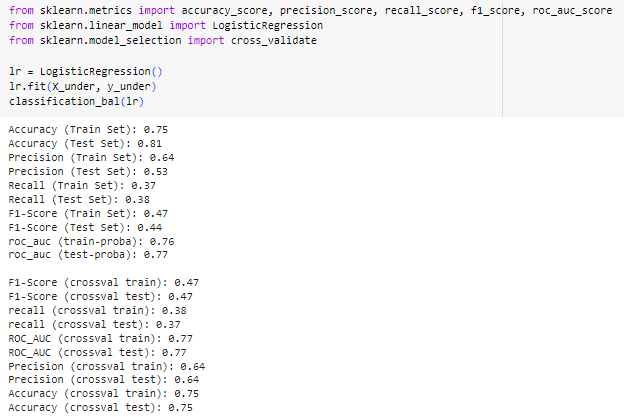 from sklearn.metrics import accuracy_score, precision_score, recall_score, f1_score, roc_auc_score
from sklearn.linear_model import LogisticRegression
from sklearn.model_selection import cross_validate
lr = LogisticRegression()
lr.fit(X_under, y_under)
classification_bal(lr)
Accuracy (Train Set): 0.75
Accuracy (Test Set): 0.81
Precision (Train Set): 0.64
Precision (Test Set): 0.53
Recall (Train Set): 0.37
Recall (Test Set): 0.38
F1-Score (Train Set): 0.47
F1-Score (Test Set): 0.44
roc_auc (train-proba): 0.76
roc_auc (test-proba): 0.77
F1-Score (crossval train): 0.47
F1-Score (crossval test): 0.47
recall (crossval train): 0.38
recall (crossval test): 0.37
ROC_AUC (crossval train): 0.77
ROC_AUC (crossval test): 0.77
Precision (crossval train): 0.64
Precision (crossval test): 0.64
Accuracy (crossval train): 0.75
Accuracy (crossval test): 0.75